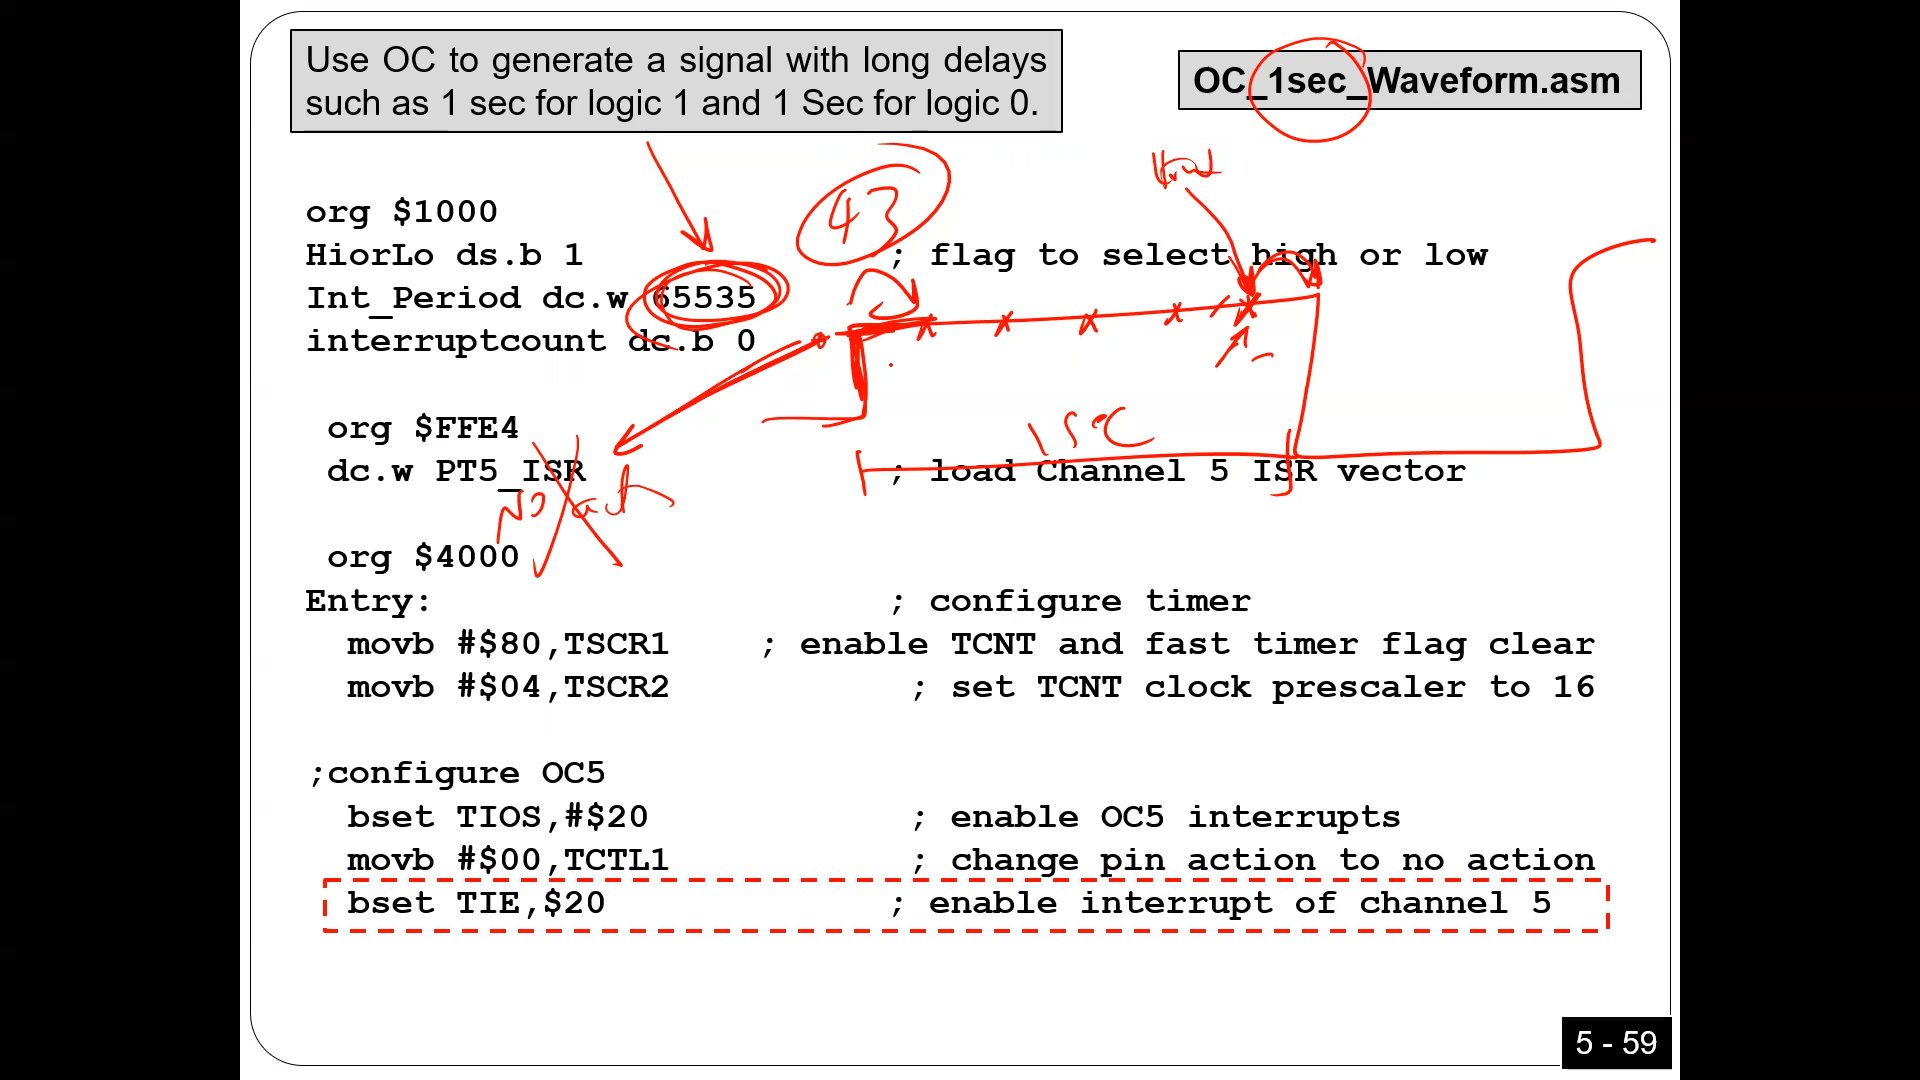 Use OC to generate a signal with long delays
such as 1 sec for logic 1 and 1 Sec for logic 0.
OC_1sec_Waveform.asm
org $1000
43
HiorLo ds.b 1 ; flag to select high or low
Int_Period dc.w 65535
interruptcount dc.b 0
org $FFE4
1 sec
dc.w PT5_ISR ; load Channel 5 ISR vector
No
org $4000
Entry: ; configure timer
movb #$80,TSCR1 ; enable TCNT and fast timer flag clear
movb #$04,TSCR2 ; set TCNT clock prescaler to 16
;configure OC5
bset TIOS,#$20 ; enable OC5 interrupts
movb #$00,TCTL1 ; change pin action to no action
bset TIE,$20 ; enable interrupt of channel 5
5 - 59